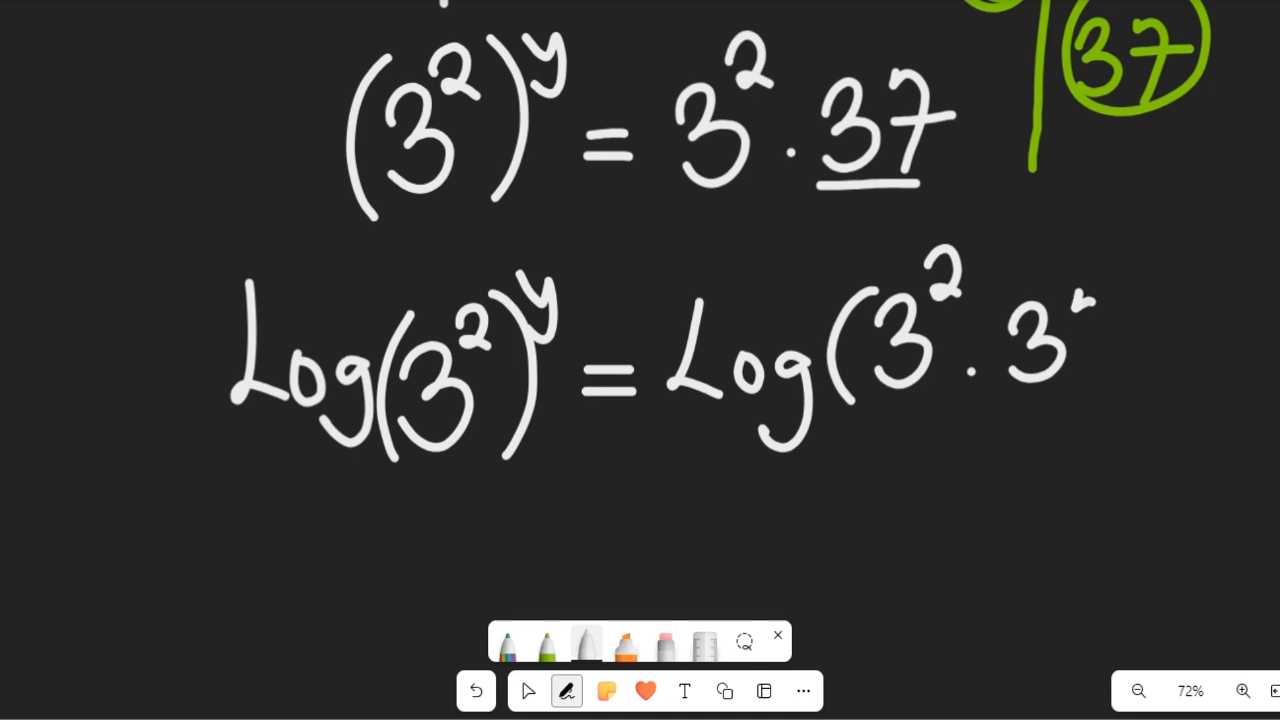 37
(3²)ʸ = 3² · 37
Log(3²)ʸ = Log(3² · 3
T
72%